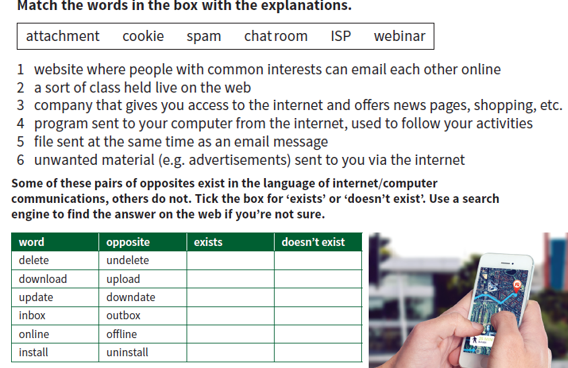 Match the words in the box with the explanations.
attachment cookie spam chat room ISP webinar
1 website where people with common interests can email each other online
2 a sort of class held live on the web
3 company that gives you access to the internet and offers news pages, shopping, etc.
4 program sent to your computer from the internet, used to follow your activities
5 file sent at the same time as an email message
6 unwanted material (e.g. advertisements) sent to you via the internet
Some of these pairs of opposites exist in the language of internet/computer
communications, others do not. Tick the box for ‘exists’ or ‘doesn’t exist’. Use a search
engine to find the answer on the web if you’re not sure.
word opposite exists doesn’t exist
delete undelete
download upload
update downdate
inbox outbox
online offline
install uninstall